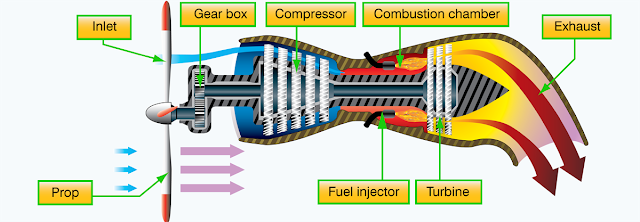 Inlet
Gear box
Compressor
Combustion chamber
Exhaust
Prop
Fuel injector
Turbine